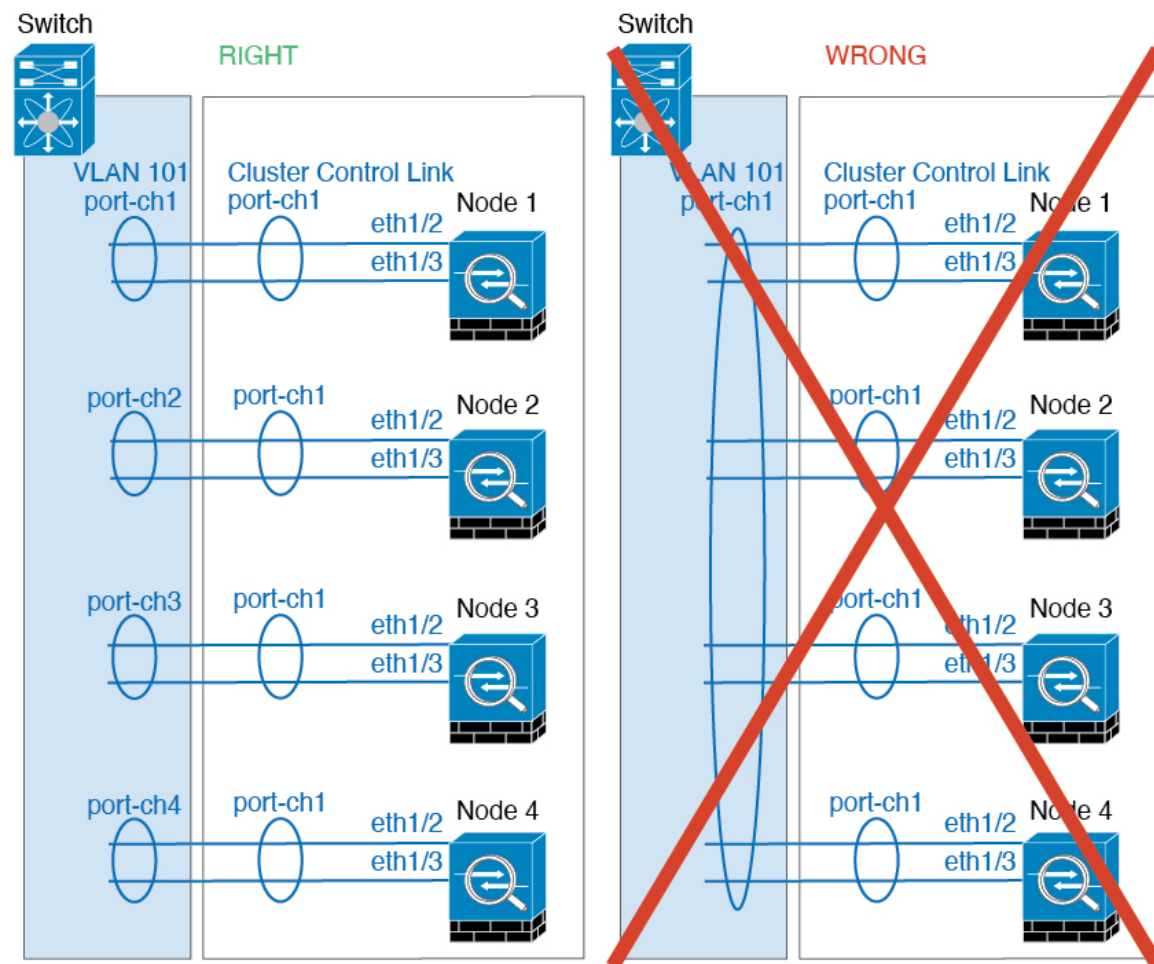 Switch
RIGHT
VLAN 101
port-ch1
Cluster Control Link
port-ch1
Node 1
eth1/2
eth1/3
port-ch2
port-ch1
Node 2
eth1/2
eth1/3
port-ch3
port-ch1
Node 3
eth1/2
eth1/3
port-ch4
port-ch1
Node 4
eth1/2
eth1/3
Switch
WRONG
VLAN 101
port-ch1
Cluster Control Link
port-ch1
Node 1
eth1/2
eth1/3
port-ch1
Node 2
eth1/2
eth1/3
port-ch1
Node 3
eth1/2
eth1/3
port-ch1
Node 4
eth1/2
eth1/3